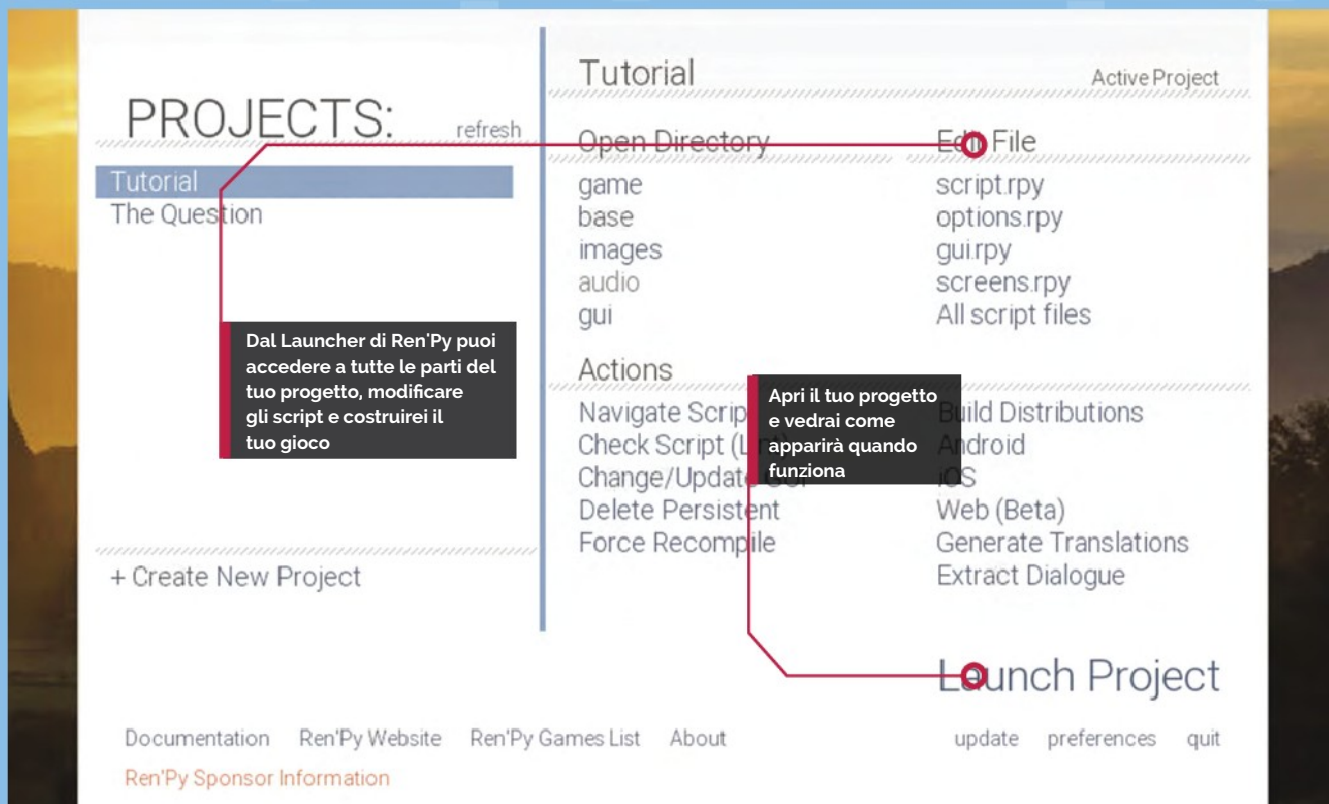 PROJECTS:
refresh
Tutorial
The Question
Dal Launcher di Ren'Py puoi
accedere a tutte le parti del
tuo progetto, modificare
gli script e costruirei il
tuo gioco
+ Create New Project
Tutorial
Active Project
Open Directory
game
base
images
audio
gui
Edit File
script.rpy
options.rpy
gui.rpy
screens.rpy
All script files
Actions
Navigate Script
Check Script (Lint)
Change/Update GUI
Delete Persistent
Force Recompile
Apri il tuo progetto
e vedrai come
apparirà quando
funziona
Build Distributions
Android
iOS
Web (Beta)
Generate Translations
Extract Dialogue
Launch Project
Documentation Ren'Py Website Ren'Py Games List About
update preferences quit
Ren'Py Sponsor Information